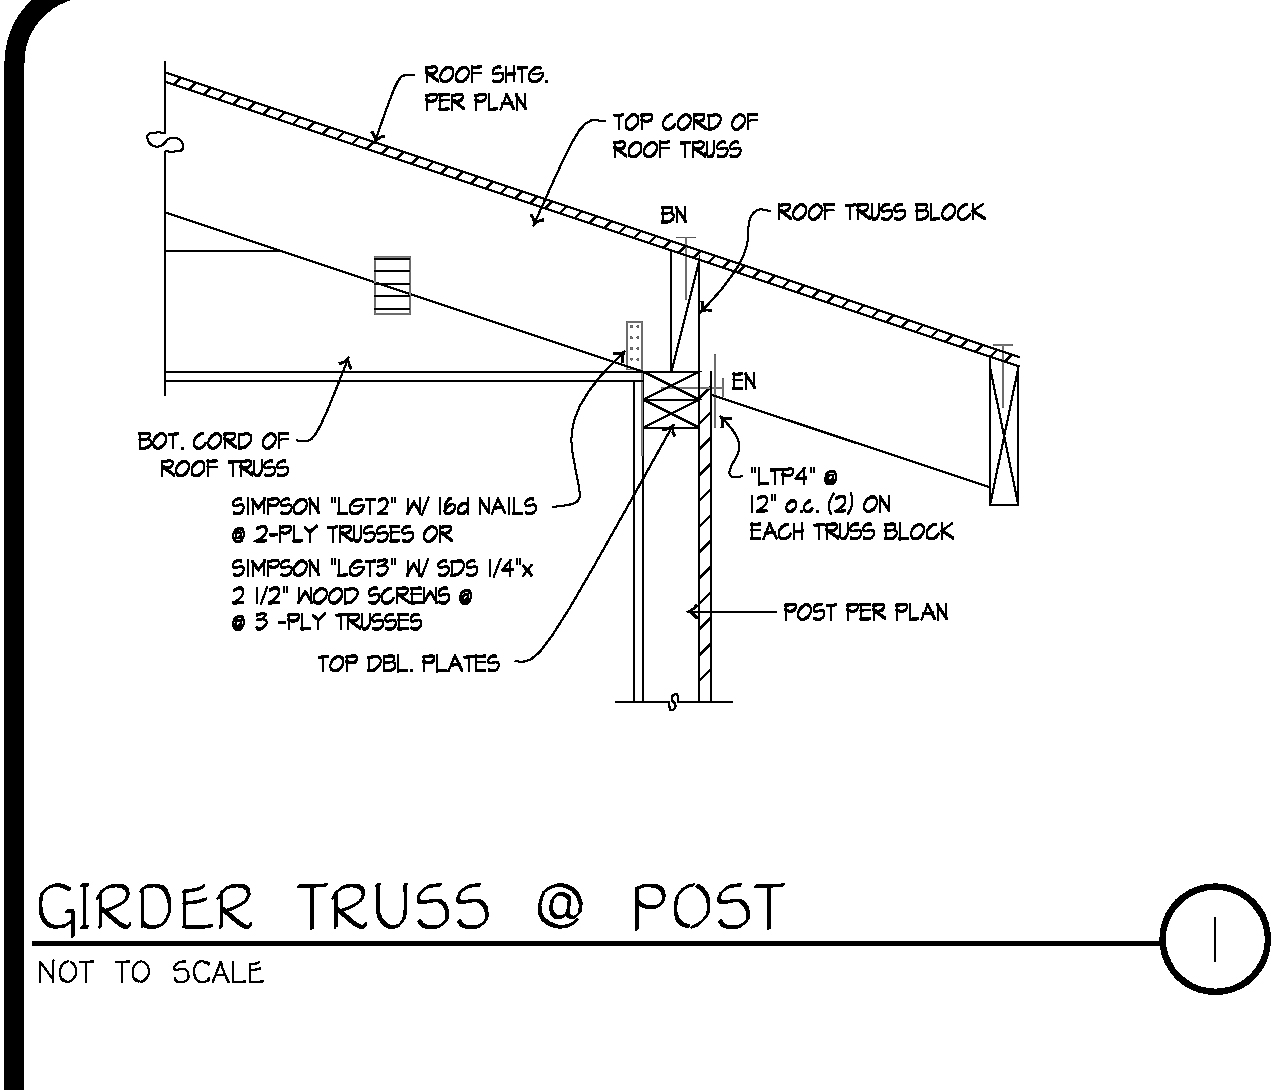 ROOF SHTG.
PER PLAN
TOP CORD OF
ROOF TRUSS
BN
ROOF TRUSS BLOCK
EN
BOT. CORD OF
ROOF TRUSS
"LTP4" @
12" o.c. (2) ON
EACH TRUSS BLOCK
SIMPSON "LGT2" W/ 16d NAILS
@ 2-PLY TRUSSES OR
SIMPSON "LGT3" W/ SDS 1/4"x
2 1/2" WOOD SCREWS @
@ 3 -PLY TRUSSES
POST PER PLAN
TOP DBL. PLATES
GIRDER TRUSS @ POST
1
NOT TO SCALE